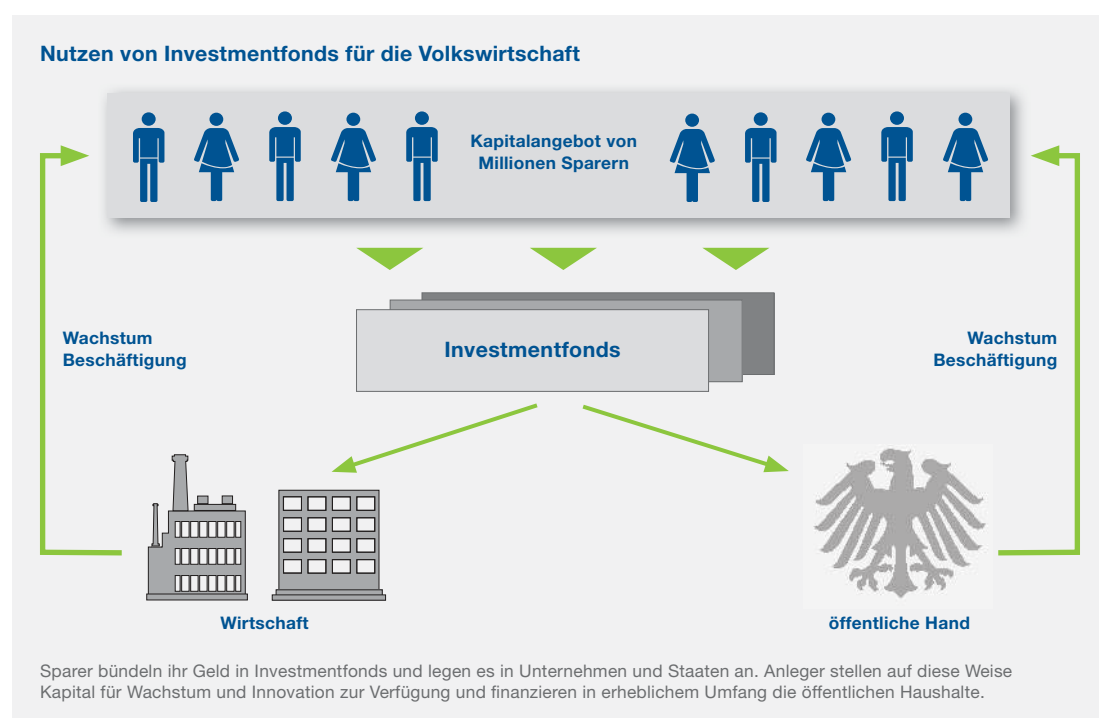 Nutzen von Investmentfonds für die Volkswirtschaft
Kapitalangebot von
Millionen Sparern
Wachstum
Beschäftigung
Investmentfonds
Wachstum
Beschäftigung
Wirtschaft
öffentliche Hand
Sparer bündeln ihr Geld in Investmentfonds und legen es in Unternehmen und Staaten an. Anleger stellen auf diese Weise
Kapital für Wachstum und Innovation zur Verfügung und finanzieren in erheblichem Umfang die öffentlichen Haushalte.